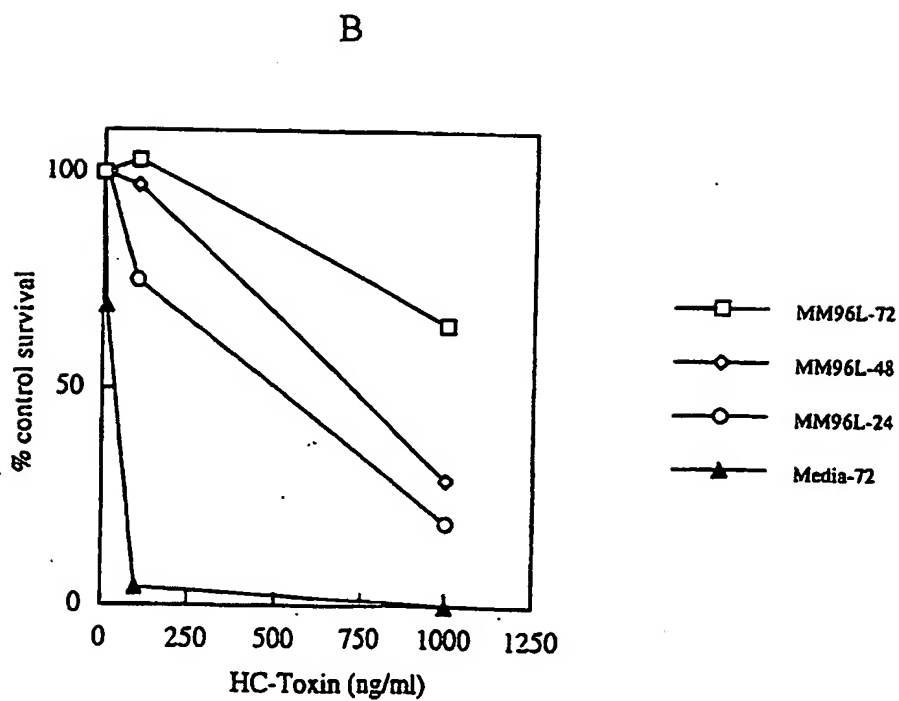 B
100
50
0
% control survival
0 250 500 750 1000 1250
HC-Toxin (ng/ml)
MM96L-72
MM96L-48
MM96L-24
Media-72